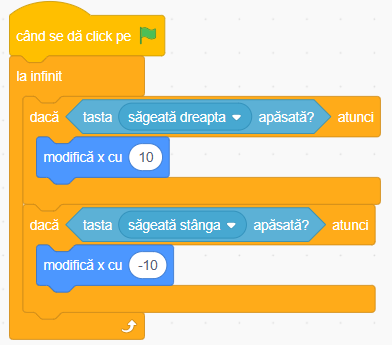 când se dă click pe
la infinit
dacă tasta săgeată dreapta apăsată? atunci
modifică x cu 10
dacă tasta săgeată stânga apăsată? atunci
modifică x cu -10